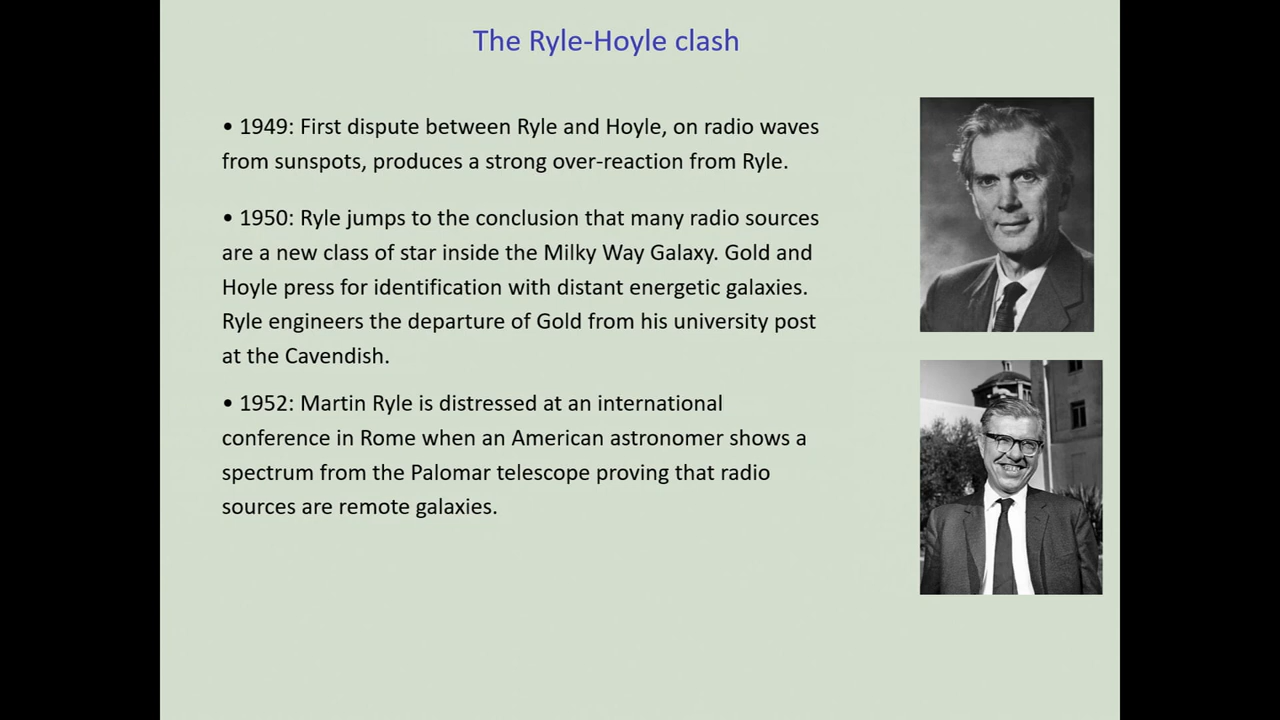 The Ryle-Hoyle clash
• 1949: First dispute between Ryle and Hoyle, on radio waves
from sunspots, produces a strong over-reaction from Ryle.
• 1950: Ryle jumps to the conclusion that many radio sources
are a new class of star inside the Milky Way Galaxy. Gold and
Hoyle press for identification with distant energetic galaxies.
Ryle engineers the departure of Gold from his university post
at the Cavendish.
• 1952: Martin Ryle is distressed at an international
conference in Rome when an American astronomer shows a
spectrum from the Palomar telescope proving that radio
sources are remote galaxies.